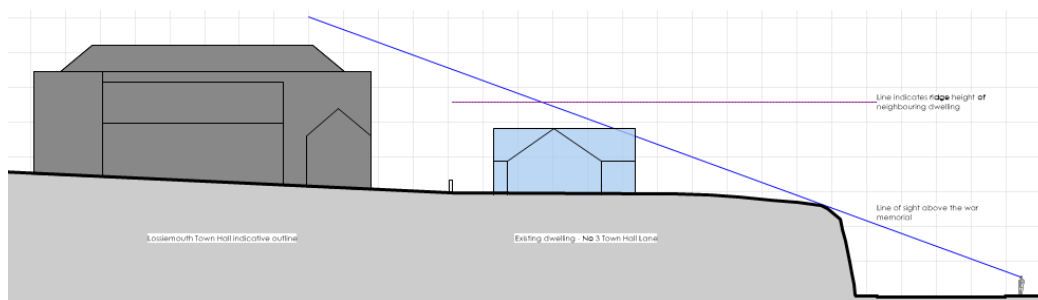 Line indicates ridge height of
neighbouring dwelling
Line of sight above the war
memorial
Lossiemouth Town Hall indicative outline
Existing dwelling - No 3 Town Hall Lane